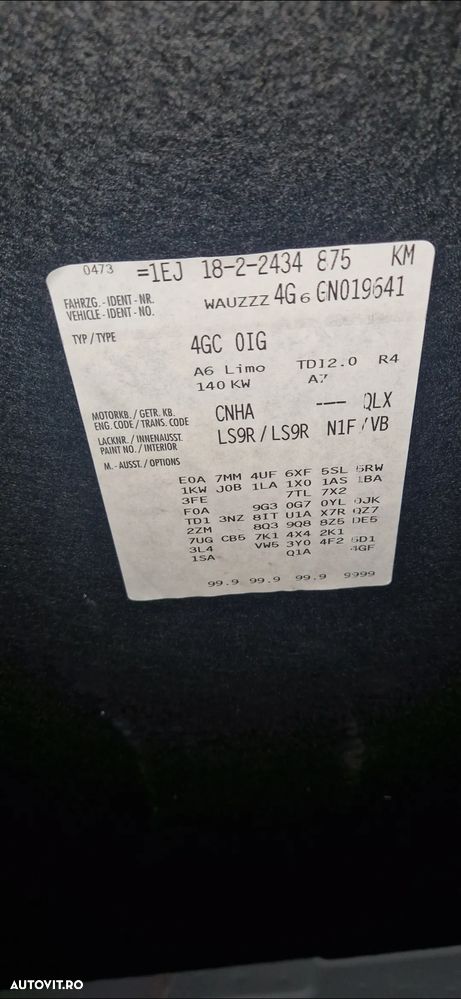 0473 =1EJ 18-2-2434 875 KM
FAHRZG.-IDENT-NR. VEHICLE-IDENT-NO. WAUZZZ4G6GN019641
TYP / TYPE 4GC 0IG
A6 Limo TDI2.0 R4
140 KW A7
MOTORKB. / GETR. KB. ENG. CODE / TRANS. CODE CNHA --- QLX
LACKNR. / INNENAUSST. PAINT NO. / INTERIOR LS9R / LS9R N1F / VB
M.-AUSST. / OPTIONS
E0A 7MM 4UF 6XF 5SL 5RW
1KW J0B 1LA 1X0 1AS 1BA
3FE 7TL 7X2
F0A 9G3 0G7 0YL 0JK
TD1 3NZ 8IT U1A X7R QZ7
2ZM 8Q3 9Q8 8Z5 DE5
7UG CB5 7K1 4X4 2K1
3L4 VW5 3Y0 4F2 5D1
1SA Q1A 4GF
99.9 99.9 99.9 9999
AUTOVIT.RO